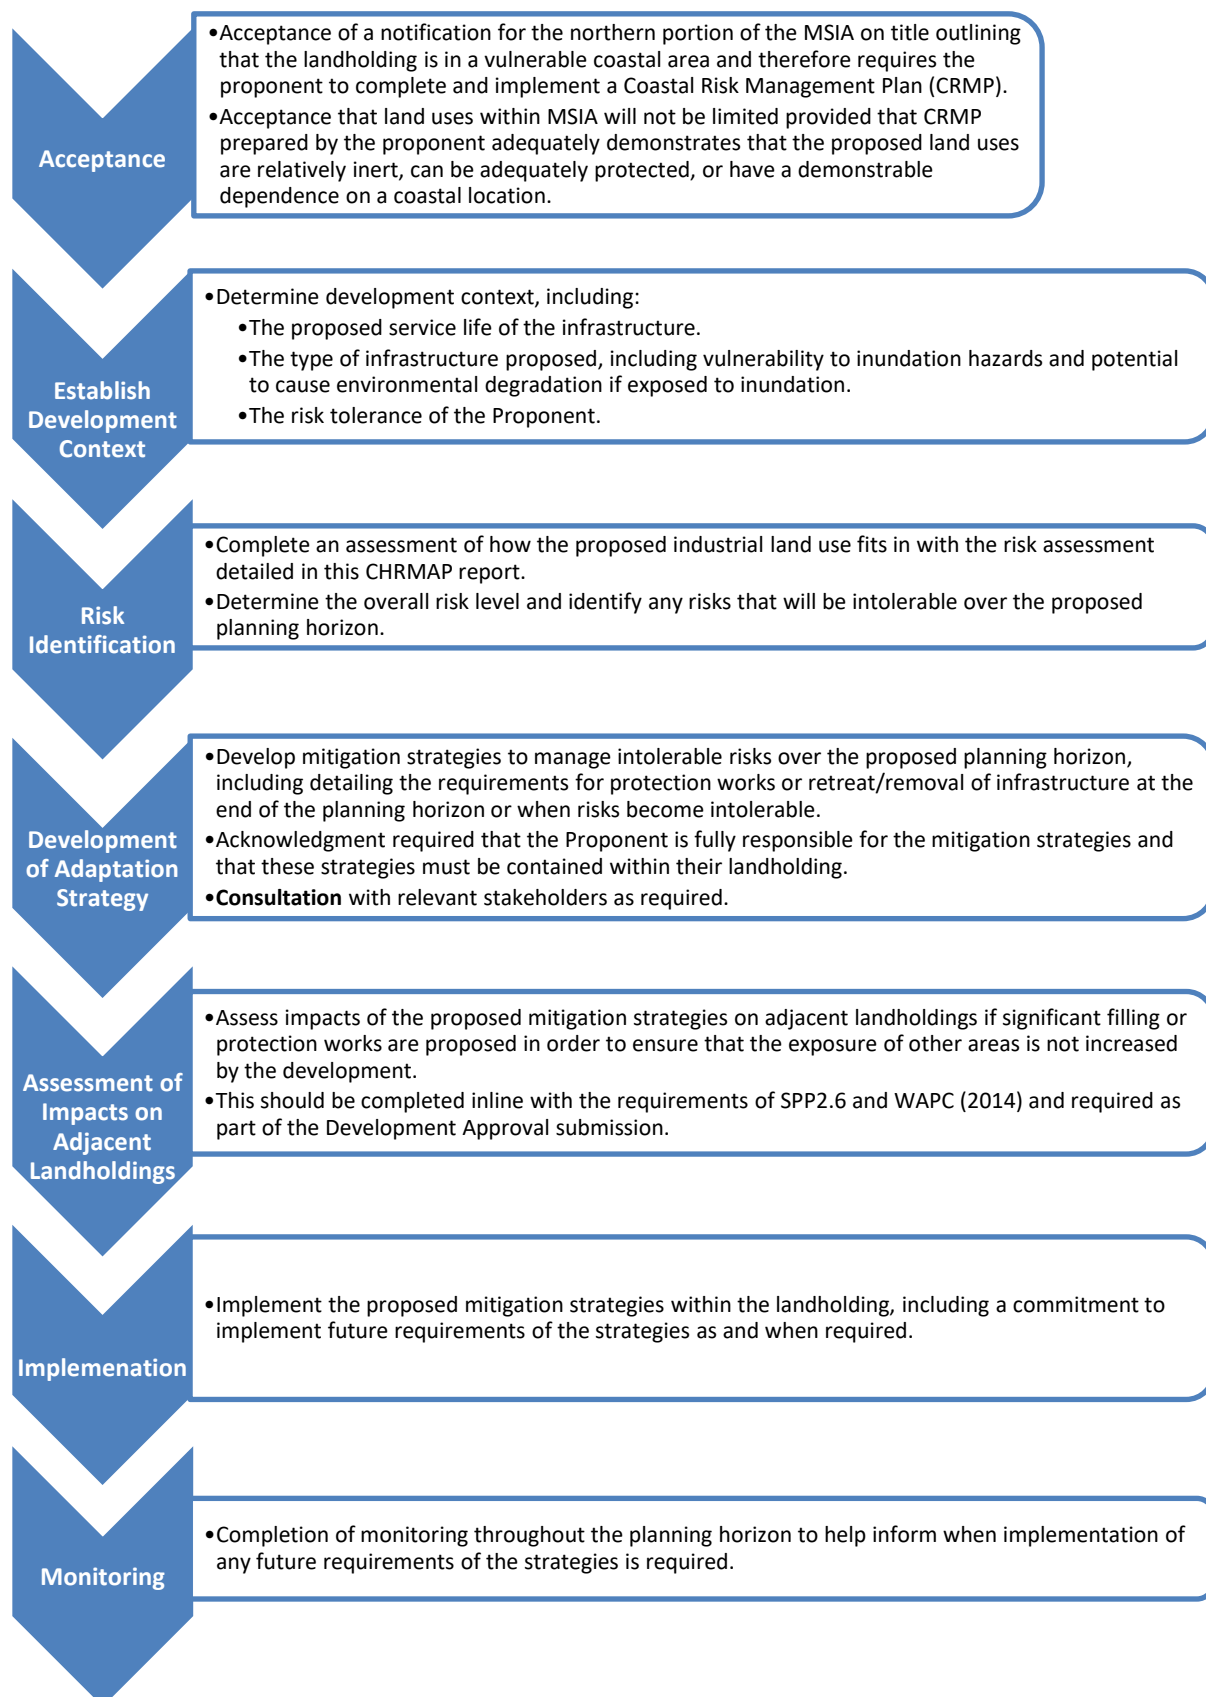 Acceptance
•Acceptance of a notification for the northern portion of the MSIA on title outlining
that the landholding is in a vulnerable coastal area and therefore requires the
proponent to complete and implement a Coastal Risk Management Plan (CRMP).
•Acceptance that land uses within MSIA will not be limited provided that CRMP
prepared by the proponent adequately demonstrates that the proposed land uses
are relatively inert, can be adequately protected, or have a demonstrable
dependence on a coastal location.
Establish
Development
Context
•Determine development context, including:
•The proposed service life of the infrastructure.
•The type of infrastructure proposed, including vulnerability to inundation hazards and potential
to cause environmental degradation if exposed to inundation.
•The risk tolerance of the Proponent.
Risk
Identification
•Complete an assessment of how the proposed industrial land use fits in with the risk assessment
detailed in this CHRMAP report.
•Determine the overall risk level and identify any risks that will be intolerable over the proposed
planning horizon.
Development
of Adaptation
Strategy
•Develop mitigation strategies to manage intolerable risks over the proposed planning horizon,
including detailing the requirements for protection works or retreat/removal of infrastructure at the
end of the planning horizon or when risks become intolerable.
•Acknowledgment required that the Proponent is fully responsible for the mitigation strategies and
that these strategies must be contained within their landholding.
•Consultation with relevant stakeholders as required.
Assessment of
Impacts on
Adjacent
Landholdings
•Assess impacts of the proposed mitigation strategies on adjacent landholdings if significant filling or
protection works are proposed in order to ensure that the exposure of other areas is not increased
by the development.
•This should be completed inline with the requirements of SPP2.6 and WAPC (2014) and required as
part of the Development Approval submission.
Implemenation
•Implement the proposed mitigation strategies within the landholding, including a commitment to
implement future requirements of the strategies as and when required.
Monitoring
•Completion of monitoring throughout the planning horizon to help inform when implementation of
any future requirements of the strategies is required.